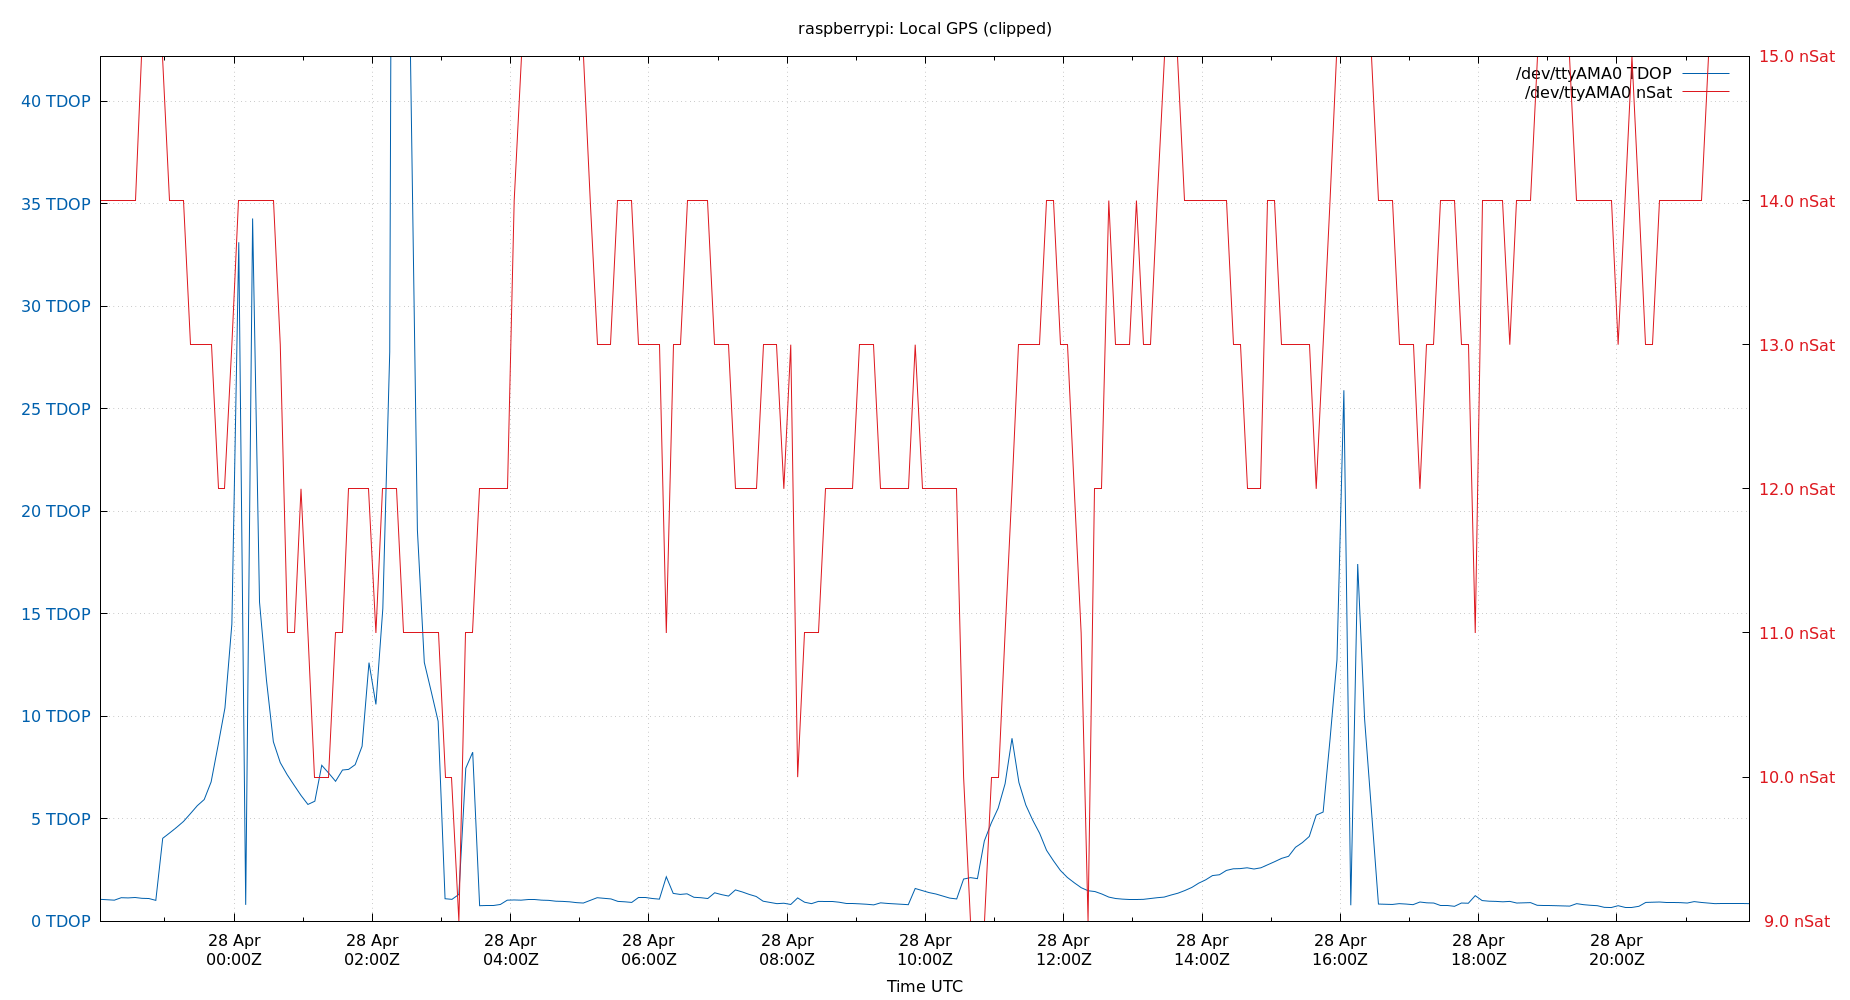 raspberrypi: Local GPS (clipped)
/dev/ttyAMA0 TDOP
/dev/ttyAMA0 nSat
40 TDOP
35 TDOP
30 TDOP
25 TDOP
20 TDOP
15 TDOP
10 TDOP
5 TDOP
0 TDOP
15.0 nSat
14.0 nSat
13.0 nSat
12.0 nSat
11.0 nSat
10.0 nSat
9.0 nSat
28 Apr
00:00Z
28 Apr
02:00Z
28 Apr
04:00Z
28 Apr
06:00Z
28 Apr
08:00Z
28 Apr
10:00Z
28 Apr
12:00Z
28 Apr
14:00Z
28 Apr
16:00Z
28 Apr
18:00Z
28 Apr
20:00Z
Time UTC